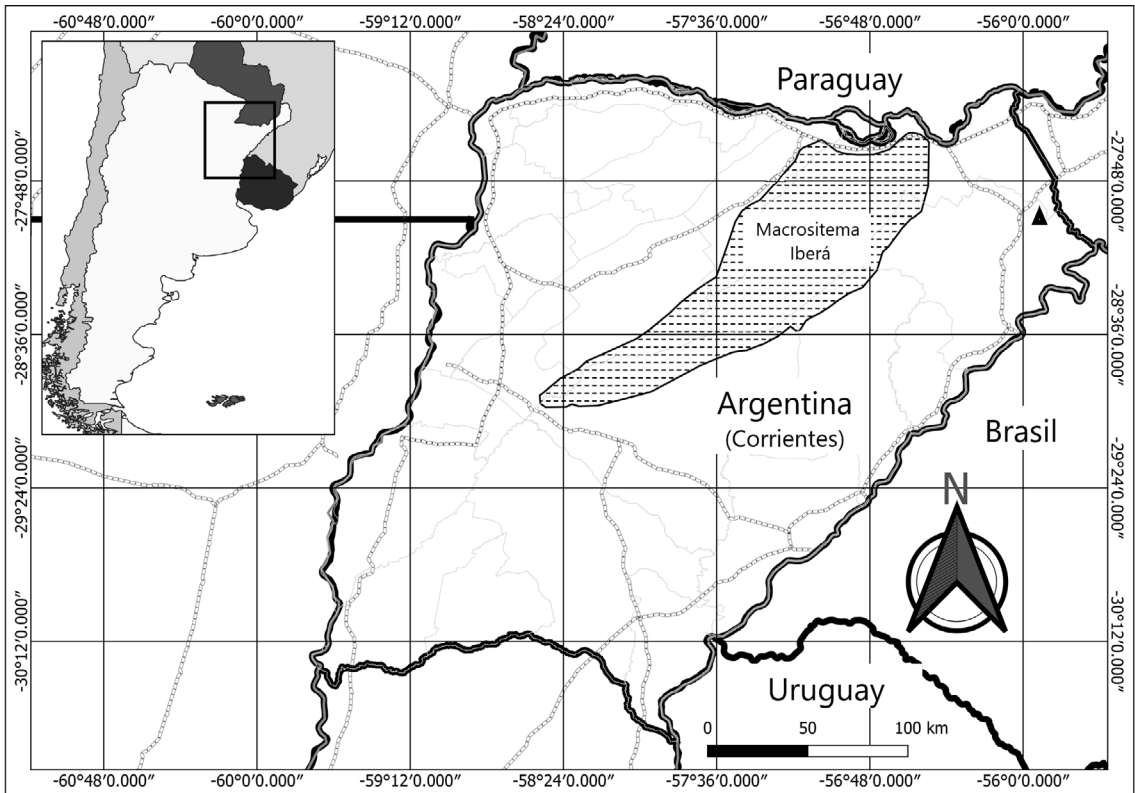 -60°48′0.000″ -60°0′0.000″ -59°12′0.000″ -58°24′0.000″ -57°36′0.000″ -56°48′0.000″ -56°0′0.000″
Paraguay
-27°48′0.000″ -27°48′0.000″
Macrositema
Iberá
-28°36′0.000″ -28°36′0.000″
Argentina
(Corrientes)
Brasil
-29°24′0.000″ -29°24′0.000″
N
-30°12′0.000″ -30°12′0.000″
Uruguay
0 50 100 km
-60°48′0.000″ -60°0′0.000″ -59°12′0.000″ -58°24′0.000″ -57°36′0.000″ -56°48′0.000″ -56°0′0.000″